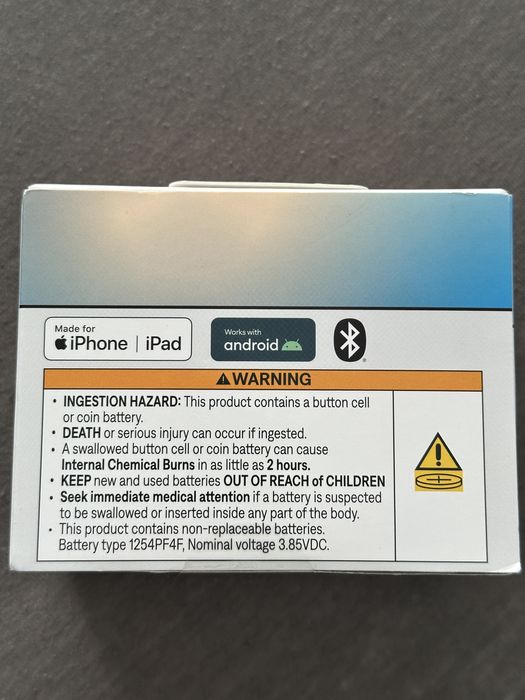 Made for
iPhone | iPad
Works with
android
®
WARNING
• INGESTION HAZARD: This product contains a button cell
or coin battery.
• DEATH or serious injury can occur if ingested.
• A swallowed button cell or coin battery can cause
Internal Chemical Burns in as little as 2 hours.
• KEEP new and used batteries OUT OF REACH of CHILDREN
• Seek immediate medical attention if a battery is suspected
to be swallowed or inserted inside any part of the body.
• This product contains non-replaceable batteries.
Battery type 1254PF4F, Nominal voltage 3.85VDC.